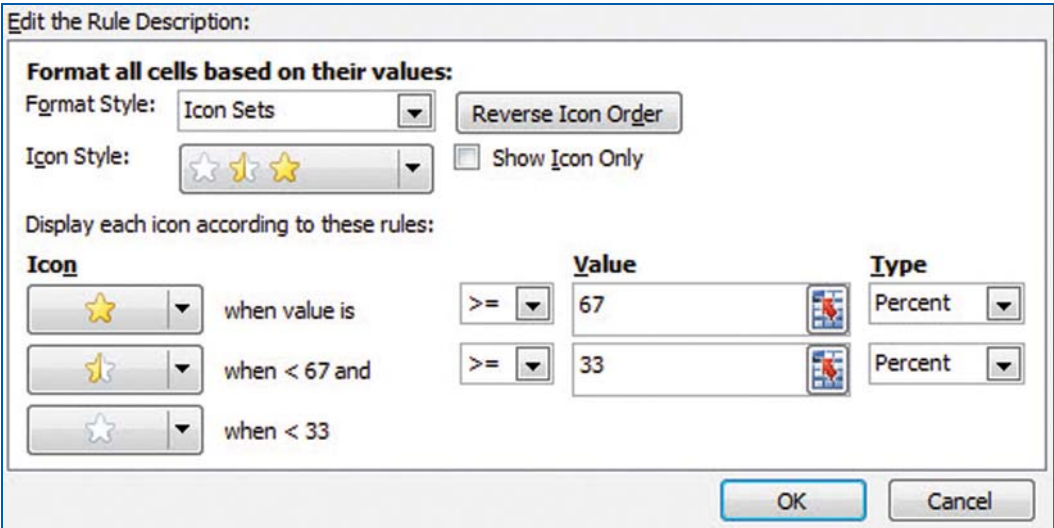 Edit the Rule Description:
Format all cells based on their values:
Format Style: Icon Sets Reverse Icon Order
Icon Style: Show Icon Only
Display each icon according to these rules:
Icon Value Type
when value is >= 67 Percent
when < 67 and >= 33 Percent
when < 33
OK Cancel